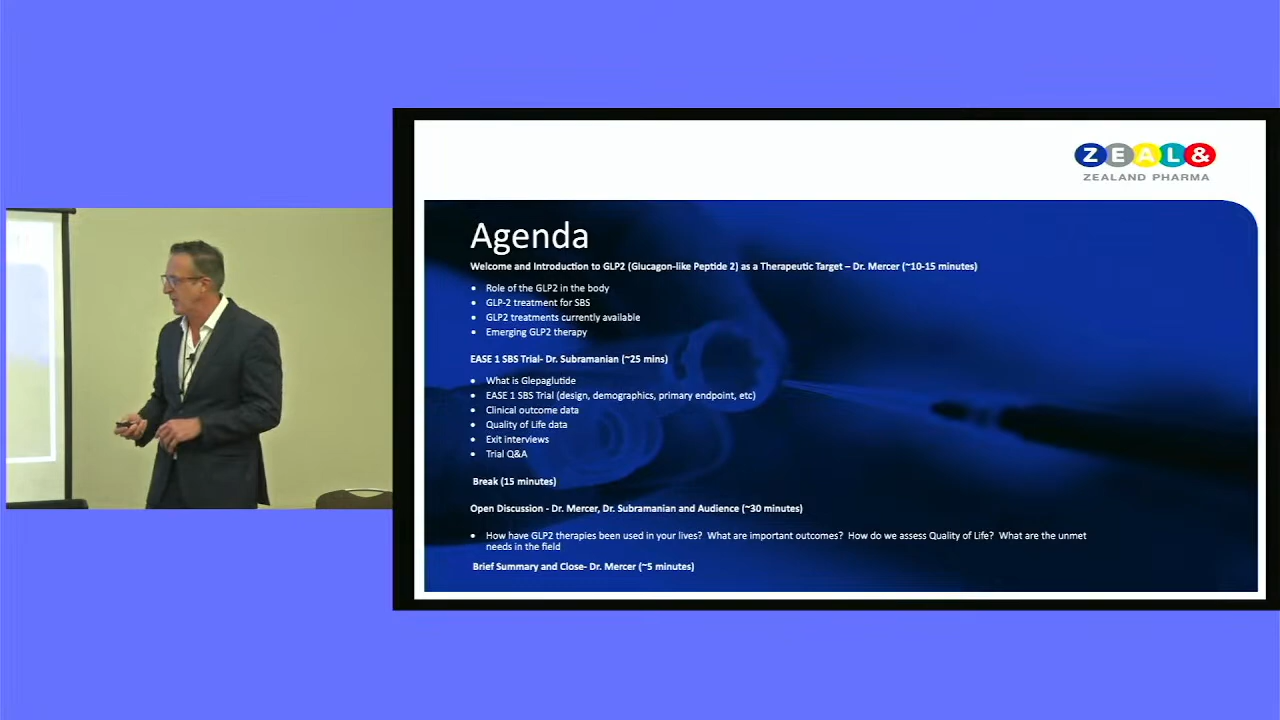 ZEAL&
ZEALAND PHARMA
Agenda
Welcome and Introduction to GLP2 (Glucagon-like Peptide 2) as a Therapeutic Target – Dr. Mercer (~10-15 minutes)
• Role of the GLP2 in the body
• GLP-2 treatment for SBS
• GLP2 treatments currently available
• Emerging GLP2 therapy
EASE 1 SBS Trial- Dr. Subramanian (~25 mins)
• What is Glepaglutide
• EASE 1 SBS Trial (design, demographics, primary endpoint, etc)
• Clinical outcome data
• Quality of Life data
• Exit interviews
• Trial Q&A
Break (15 minutes)
Open Discussion - Dr. Mercer, Dr. Subramanian and Audience (~30 minutes)
• How have GLP2 therapies been used in your lives? What are important outcomes? How do we assess Quality of Life? What are the unmet
needs in the field
Brief Summary and Close- Dr. Mercer (~5 minutes)